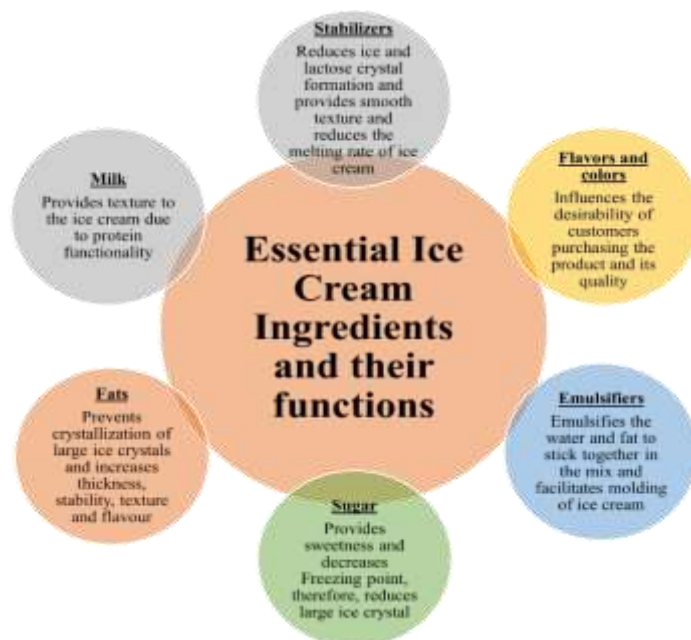 Stabilizers
Reduces ice and
lactose crystal
formation and
provides smooth
texture and
reduces the
melting rate of ice
cream
Flavors and
colors
Influences the
desirability of
customers
purchasing the
product and its
quality
Emulsifiers
Emulsifies the
water and fat to
stick together in
the mix and
facilitates molding
of ice cream
Sugar
Provides
sweetness and
decreases
Freezing point,
therefore, reduces
large ice crystal
Fats
Prevents
crystallization of
large ice crystals
and increases
thickness,
stability, texture
and flavour
Milk
Provides texture to
the ice cream due
to protein
functionality
Essential Ice
Cream
Ingredients
and their
functions